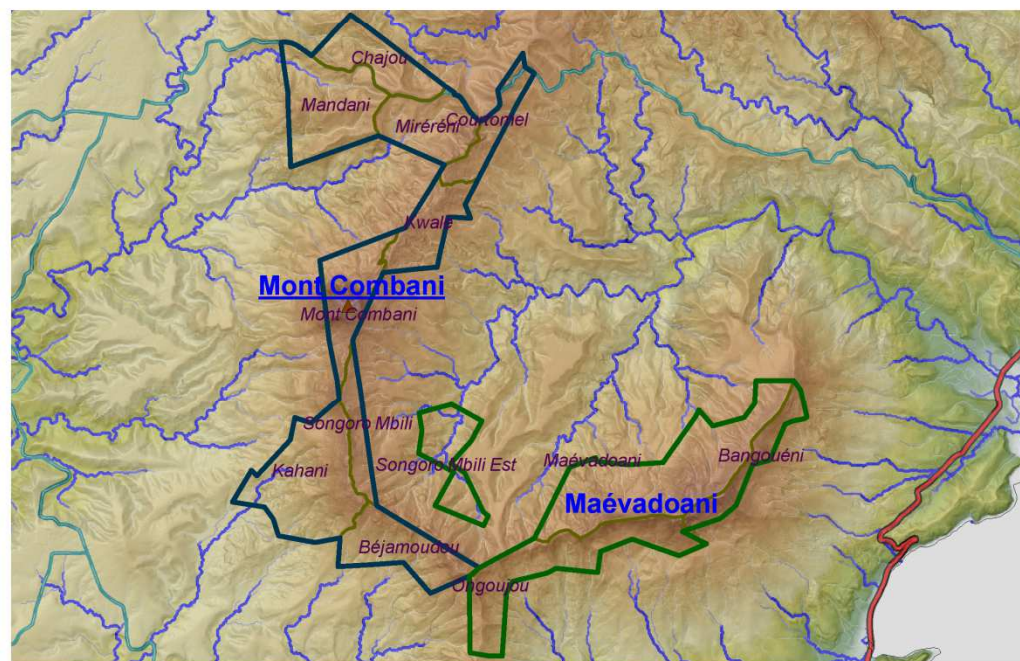 Chajou
Mandani
Miréréni
Courtomel
Kwalé
Mont Combani
Mont Combani
Songoro Mbili
Kahani
Songoro Mbili Est
Maévadoani
Bangouéni
Maévadoani
Béjamoudou
Ongoujou